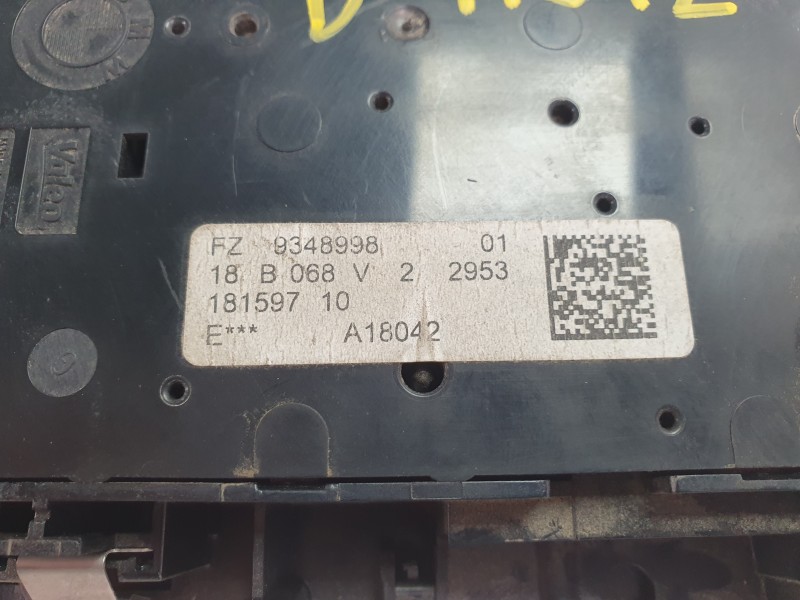 FZ 9348998 01
18 B 068 V 2 2953
181597 10
E*** A18042
Valeo